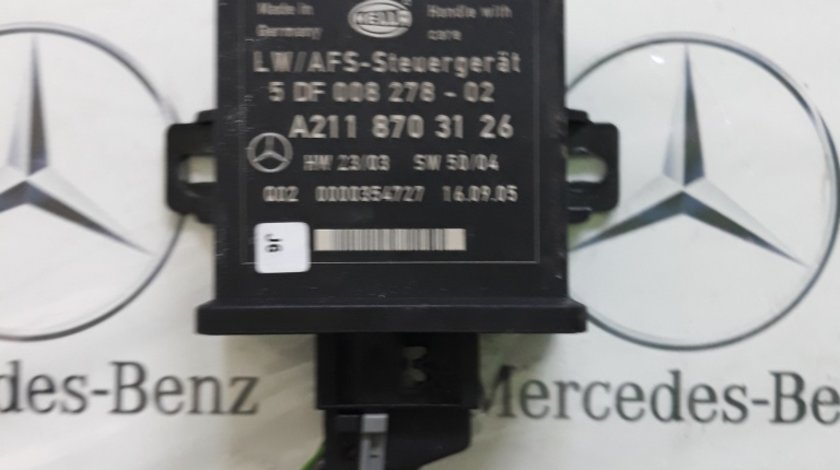 Made in Germany
HELLA
Handle with care
LW/AFS-Steuergerät
5 DF 008 278 - 02
A211 870 31 26
HW 23/03 SW 50/04
Q02 0000354727 16.09.05
des-Benz
Mercedes-Be